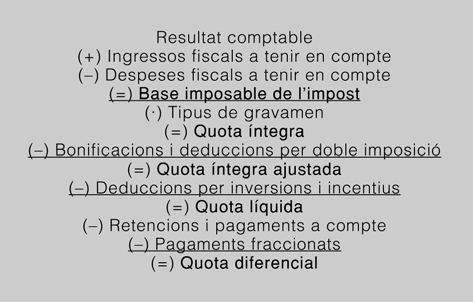 Resultat comptable
(+) Ingressos fiscals a tenir en compte
(–) Despeses fiscals a tenir en compte
(=) Base imposable de l’impost
(·) Tipus de gravamen
(=) Quota íntegra
(–) Bonificacions i deduccions per doble imposició
(=) Quota íntegra ajustada
(–) Deduccions per inversions i incentius
(=) Quota líquida
(–) Retencions i pagaments a compte
(–) Pagaments fraccionats
(=) Quota diferencial